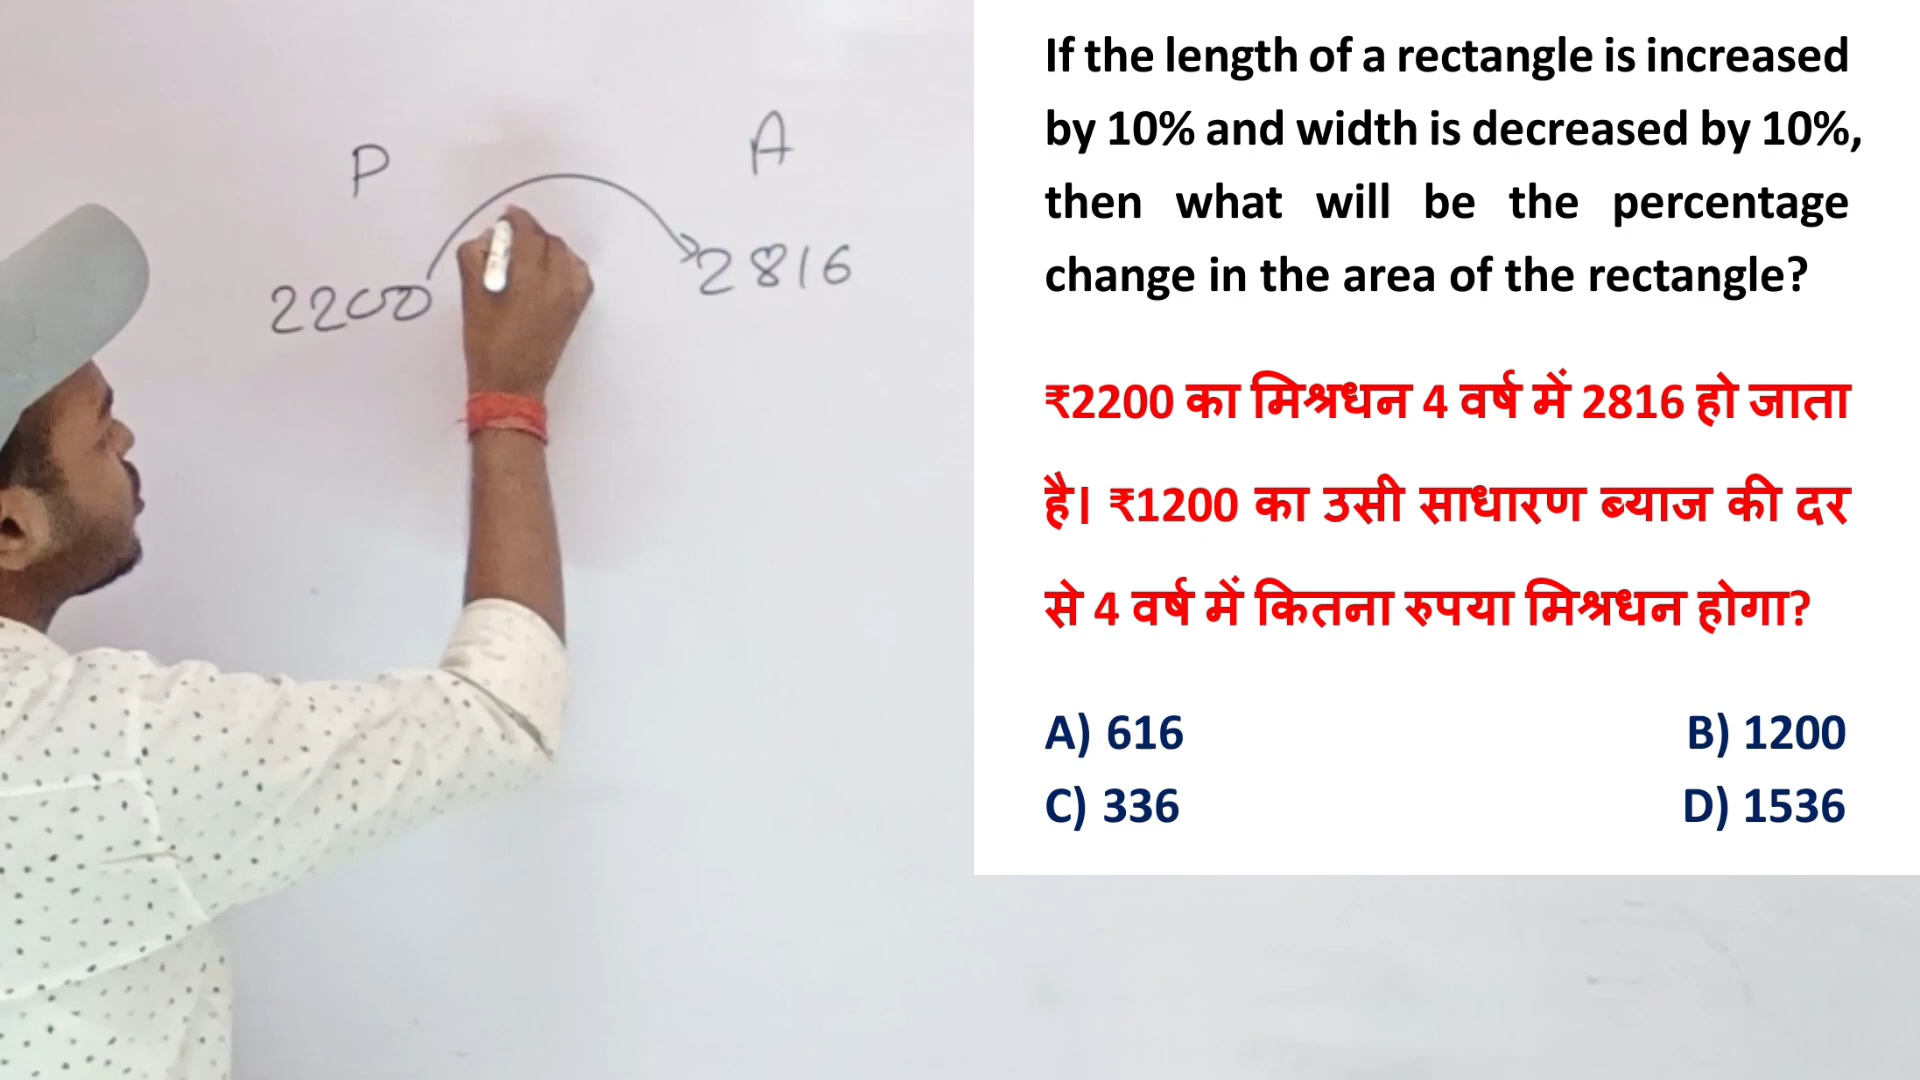 P
A
2200
2816
If the length of a rectangle is increased
by 10% and width is decreased by 10%,
then what will be the percentage
change in the area of the rectangle?
₹2200 का मिश्रधन 4 वर्ष में 2816 हो जाता
है। ₹1200 का उसी साधारण ब्याज की दर
से 4 वर्ष में कितना रुपया मिश्रधन होगा?
A) 616 B) 1200
C) 336 D) 1536